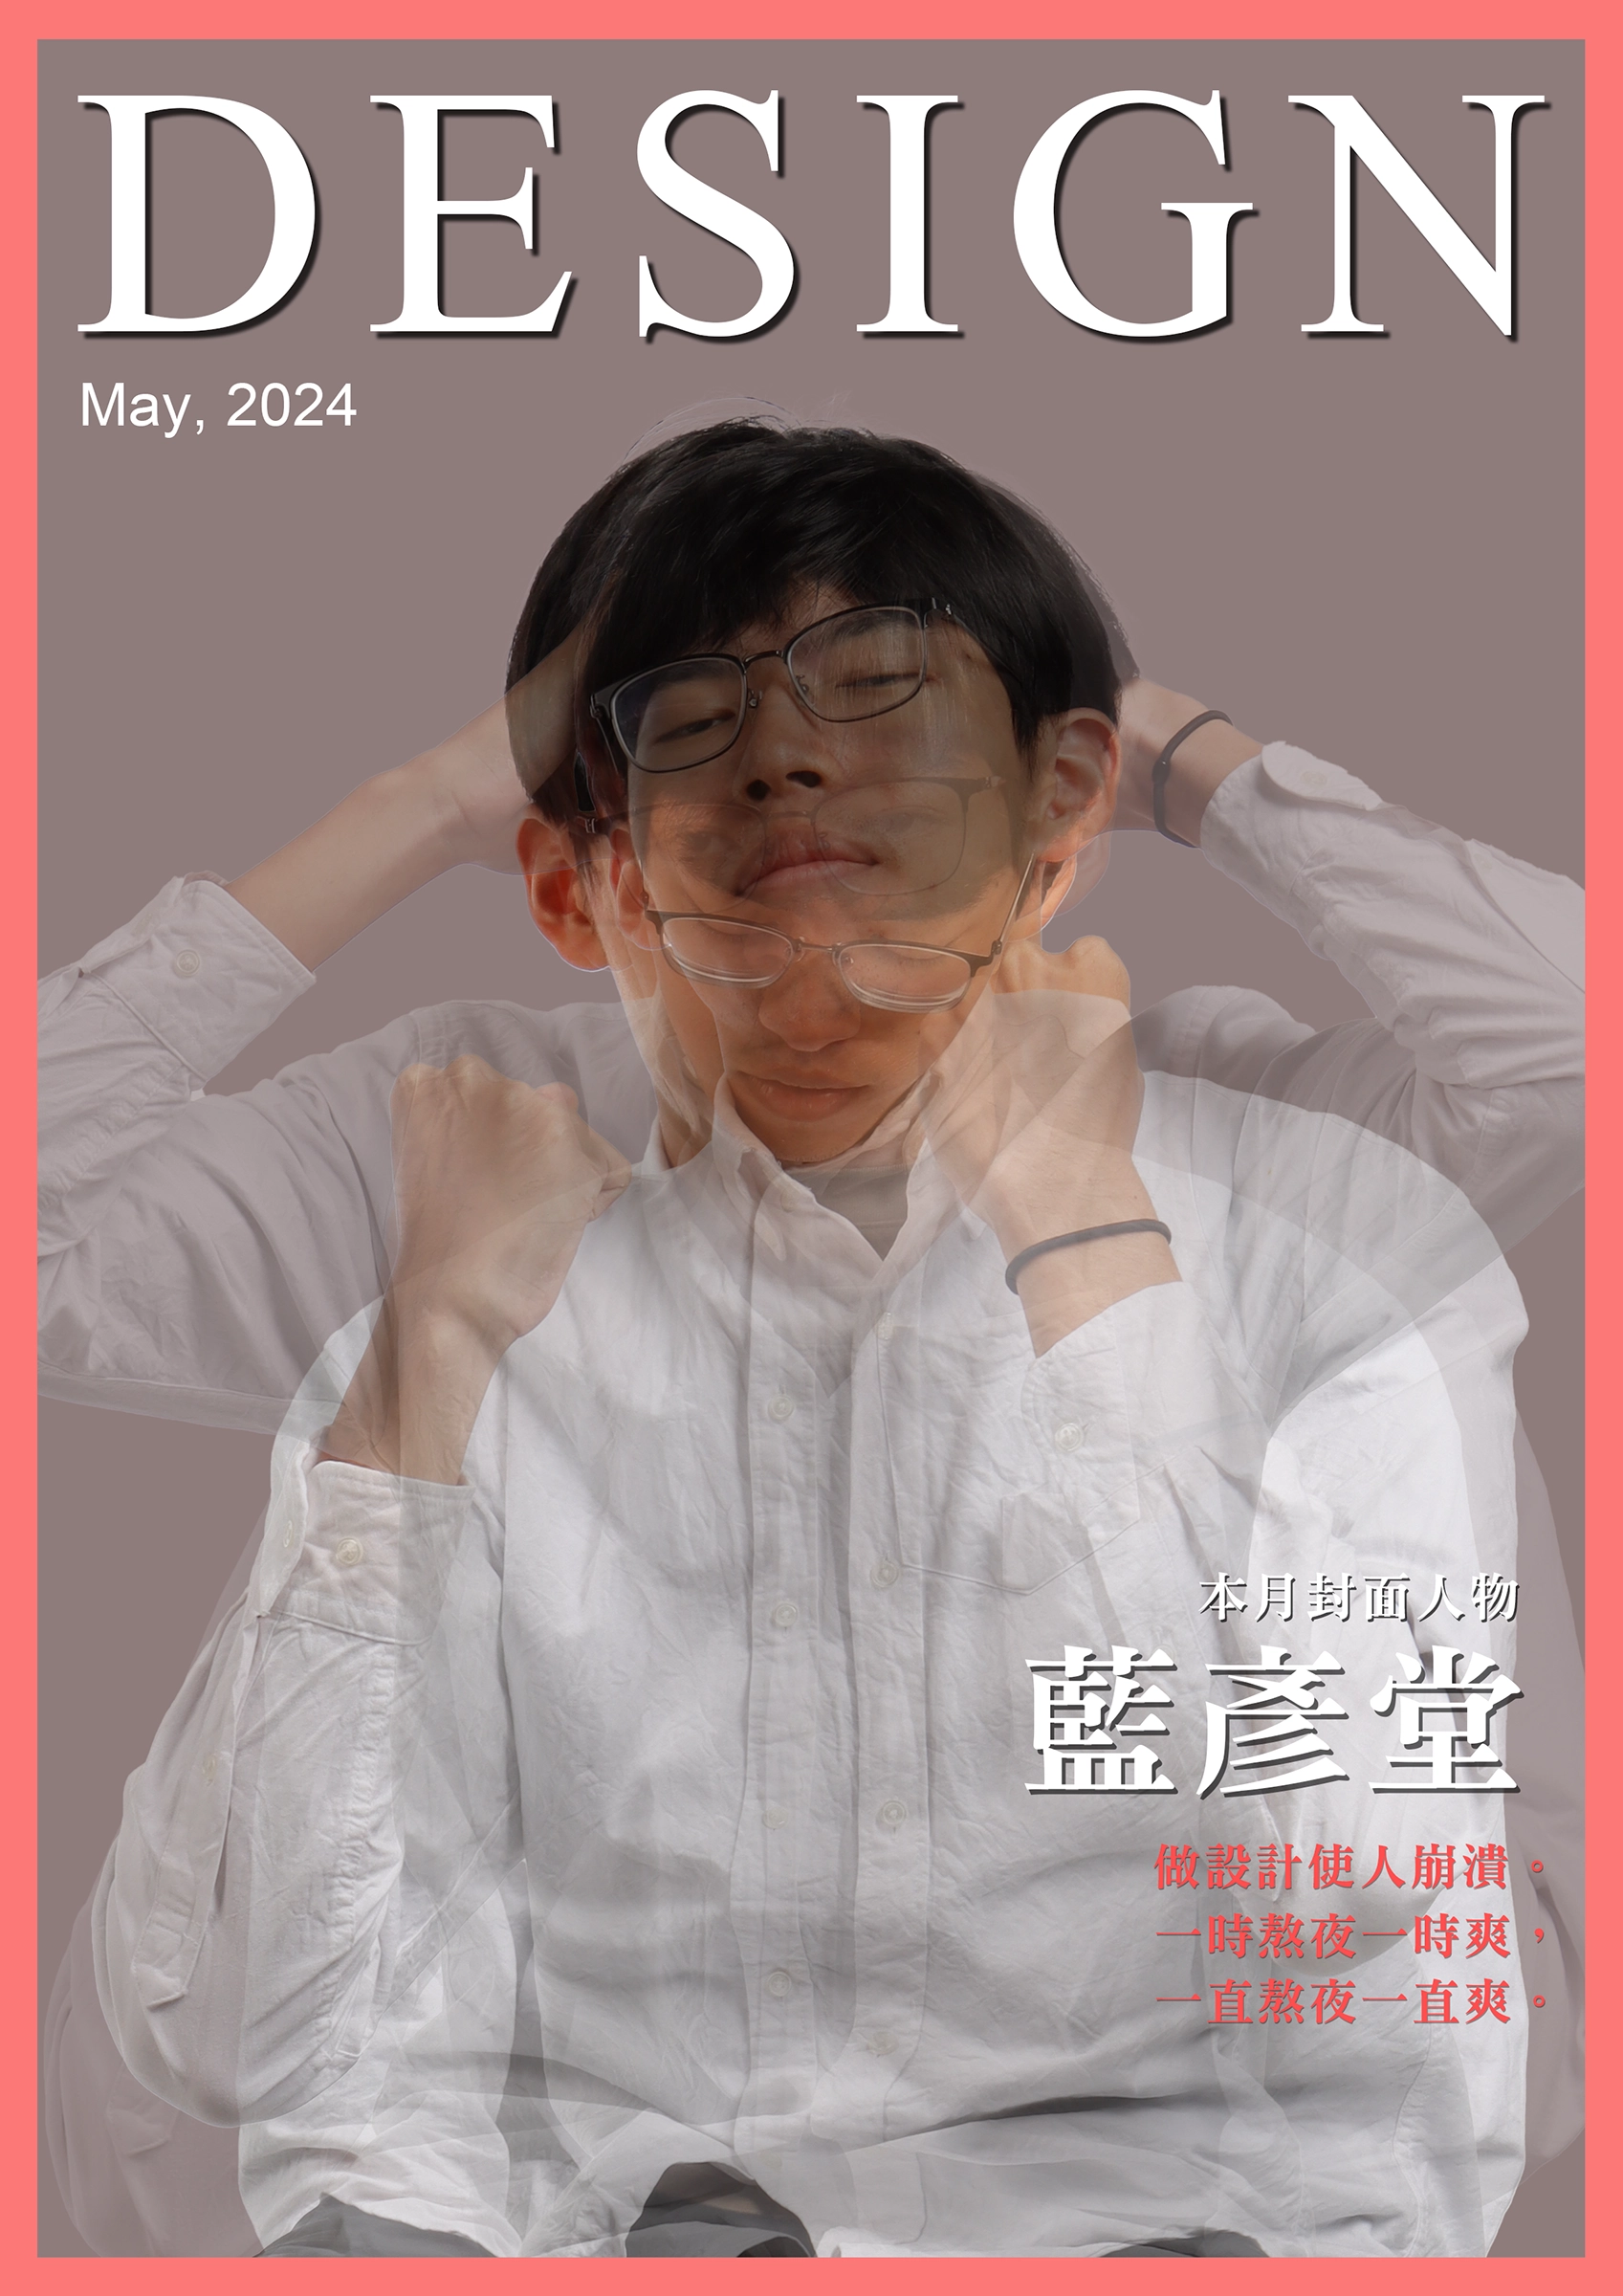 DESIGN
May, 2024
本月封面人物
藍彥堂
做設計使人崩潰。
一時熬夜一時爽，
一直熬夜一直爽。